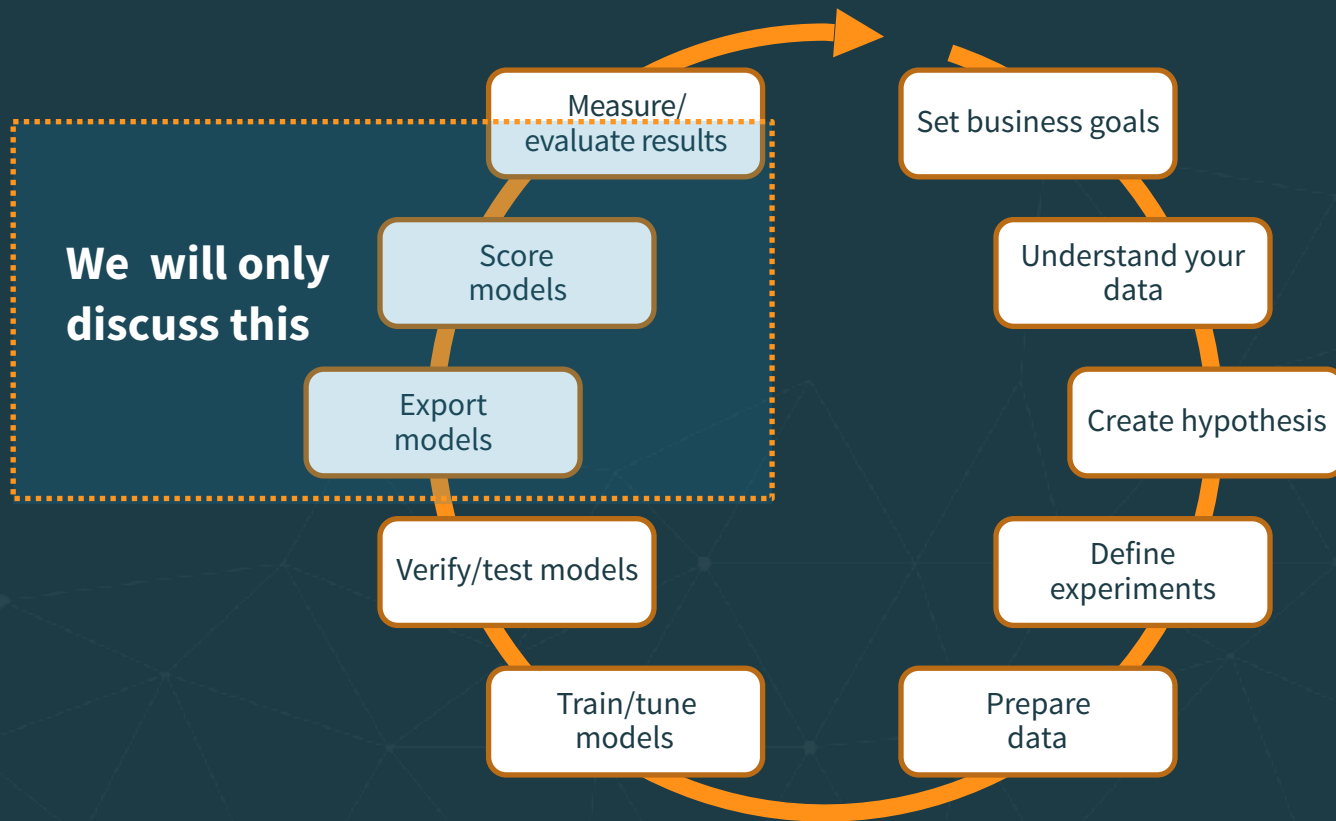 Measure/
evaluate results
Set business goals
We  will only
discuss this
Score
models
Understand your
data
Export
models
Create hypothesis
Verify/test models
Define
experiments
Train/tune
models
Prepare
data